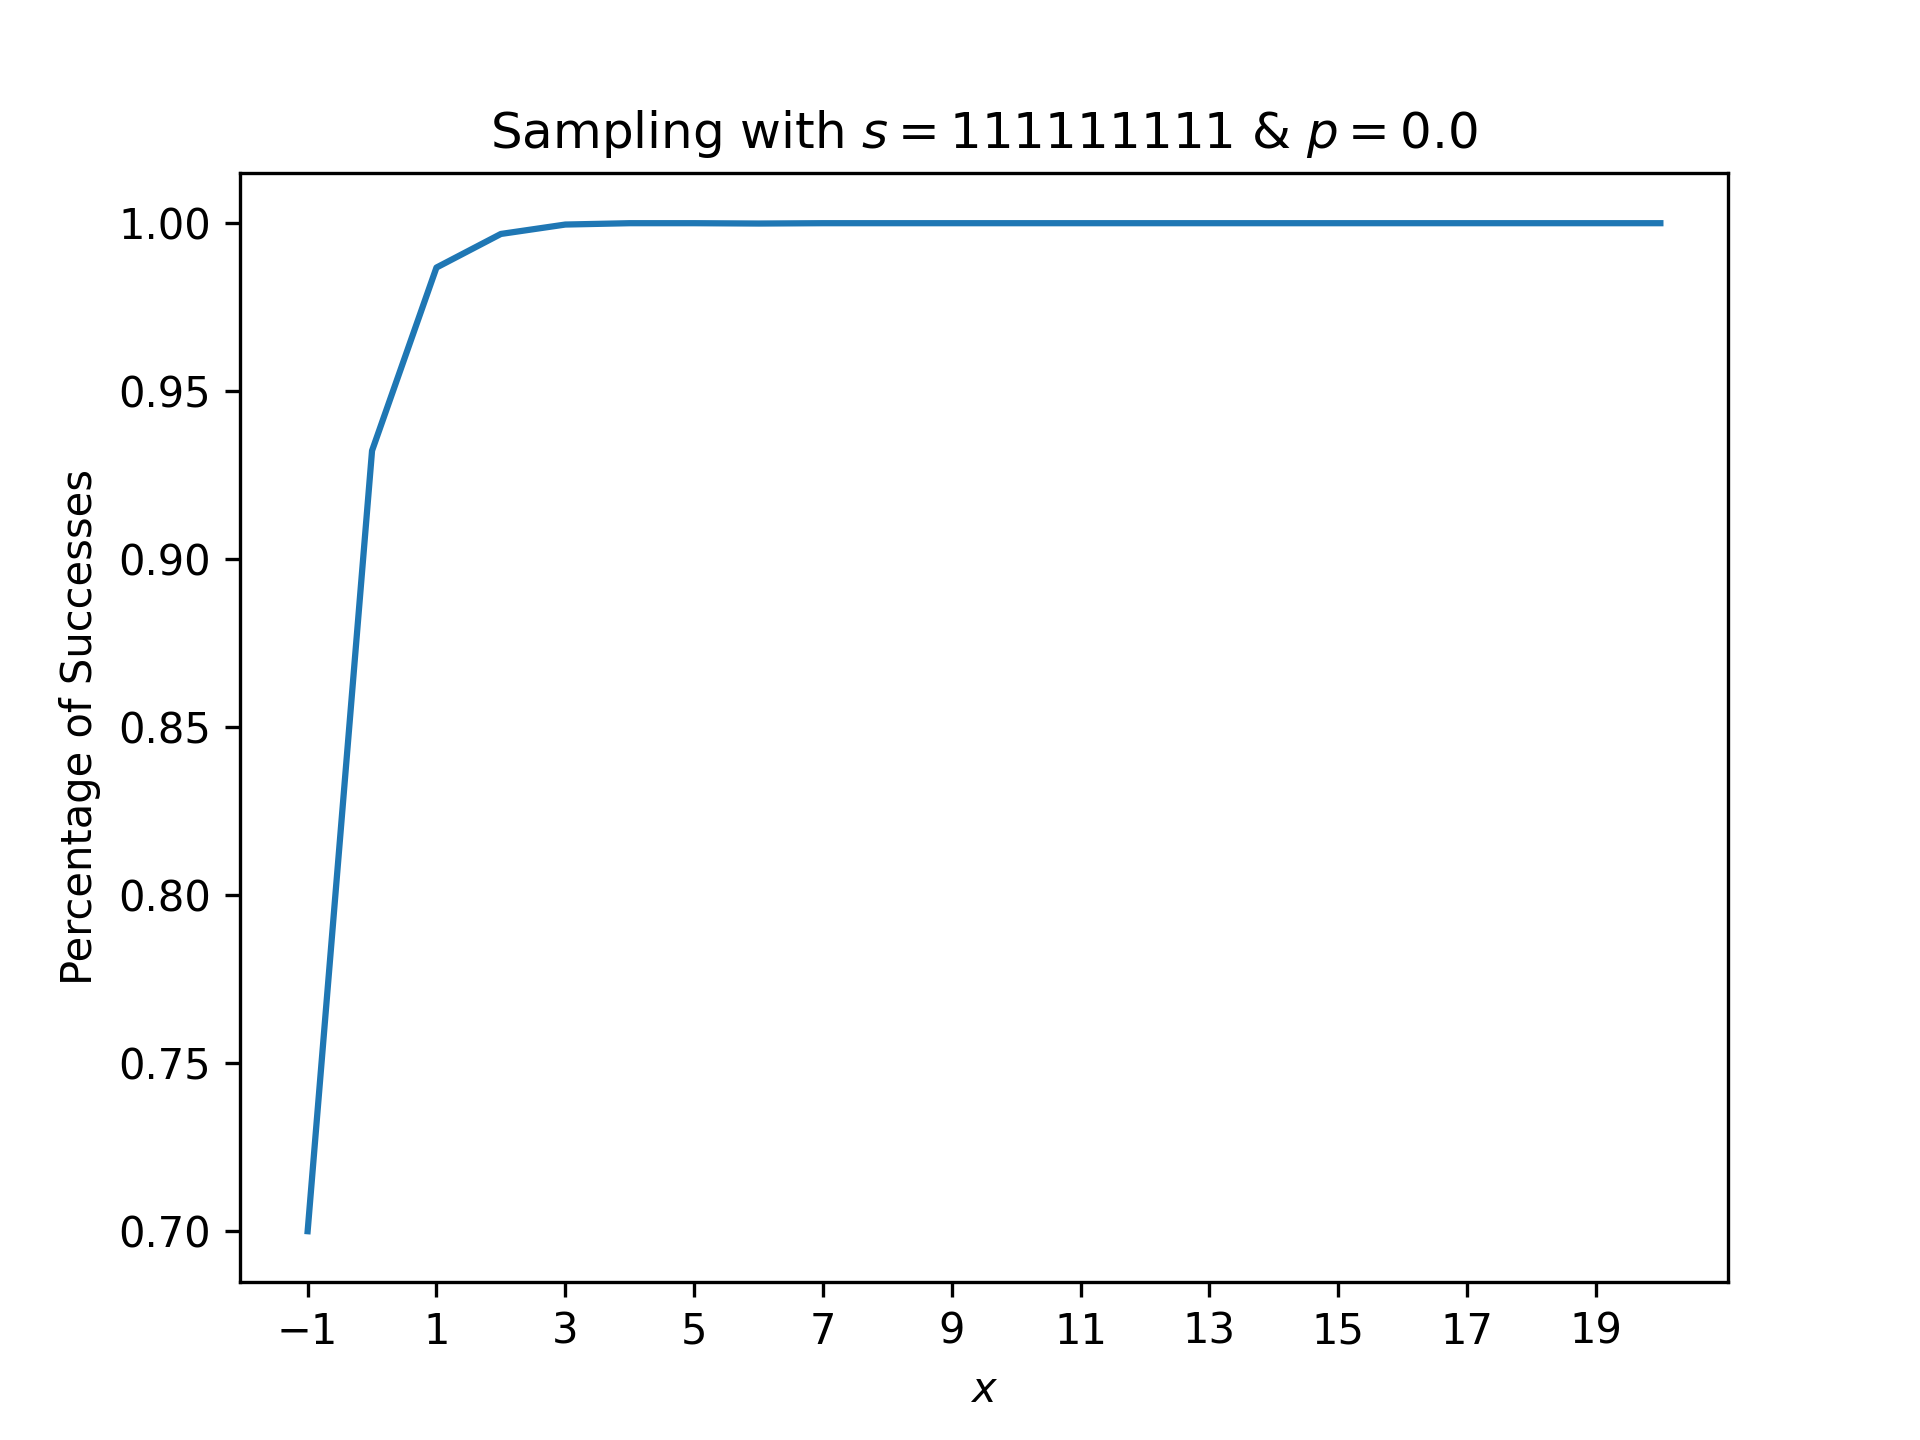 Sampling with s = 111111111 & p = 0.0
Percentage of Successes
1.00
0.95
0.90
0.85
0.80
0.75
0.70
−1 1 3 5 7 9 11 13 15 17 19
x